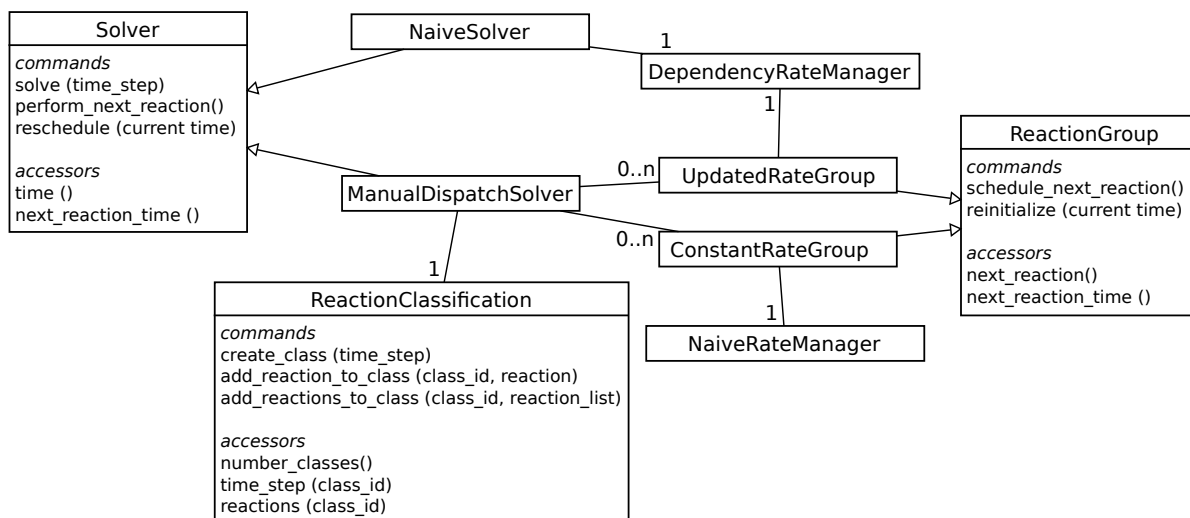 Solver
commands
solve (time_step)
perform_next_reaction()
reschedule (current time)
accessors
time ()
next_reaction_time ()
NaiveSolver
1
DependencyRateManager
1
0..n
UpdatedRateGroup
ManualDispatchSolver
0..n
ConstantRateGroup
1
NaiveRateManager
ReactionGroup
commands
schedule_next_reaction()
reinitialize (current time)
accessors
next_reaction()
next_reaction_time ()
1
ReactionClassification
commands
create_class (time_step)
add_reaction_to_class (class_id, reaction)
add_reactions_to_class (class_id, reaction_list)
accessors
number_classes()
time_step (class_id)
reactions (class_id)